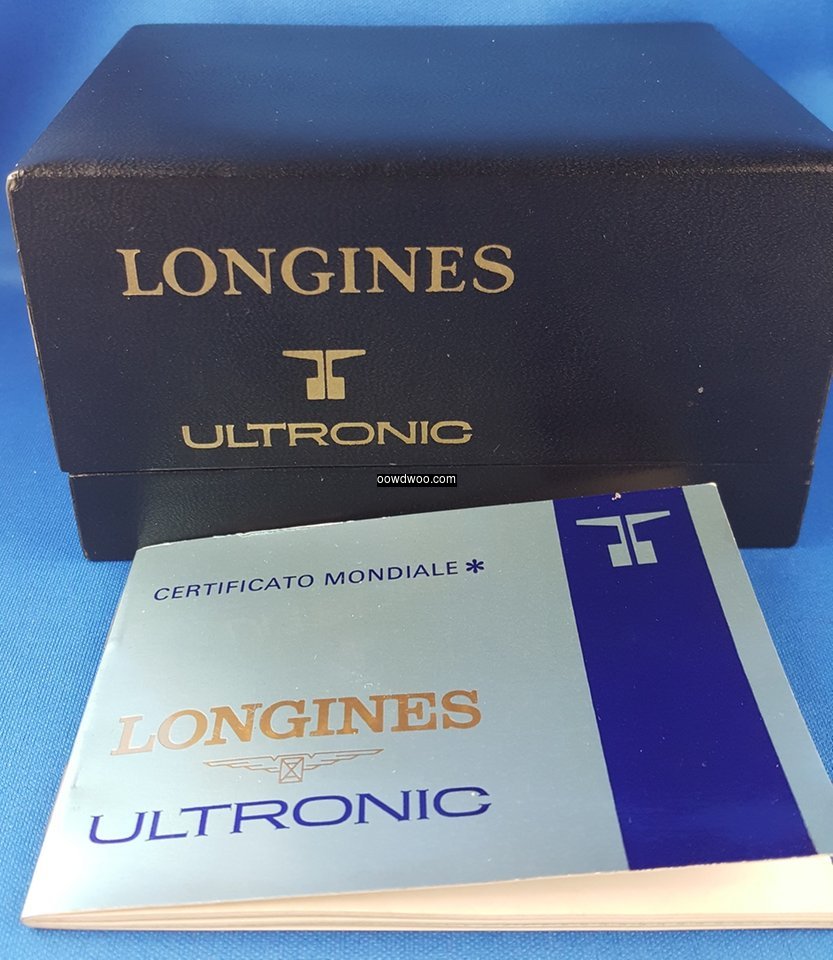 LONGINES
ULTRONIC
oowdwoo.com
CERTIFICATO MONDIALE*
LONGINES
ULTRONIC